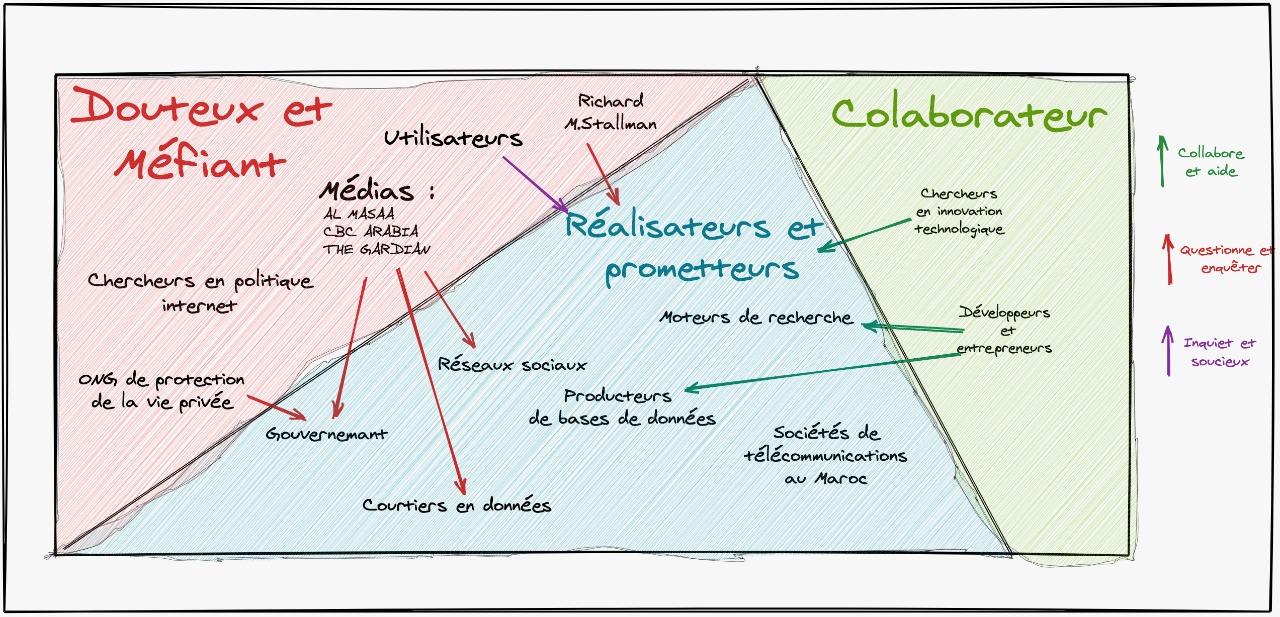 Douteux et
Méfiant
Utilisateurs
Richard
M.Stallman
Médias :
AL MASAA
CBC ARABIA
THE GARDIAN
Chercheurs en politique
internet
ONG de protection
de la vie privée
Réalisateurs et
prometteurs
Moteurs de recherche
Réseaux sociaux
Producteurs
de bases de données
Gouvernemant
Sociétés de
télécommunications
au Maroc
Courtiers en données
Colaborateur
Chercheurs
en innovation
technologique
Développeurs
et
entrepreneurs
Collabore
et aide
Questionne et
enquêter
Inquiet et
soucieux